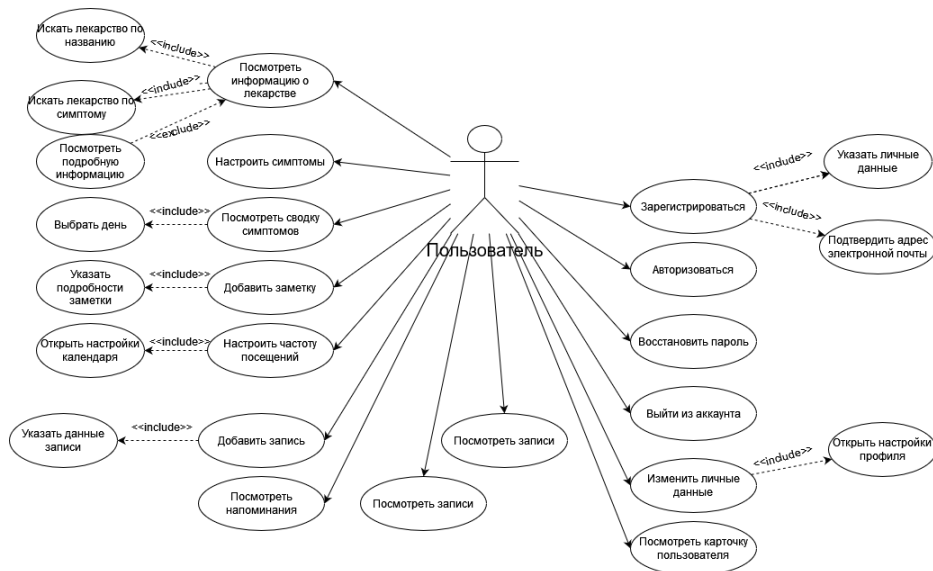 Искать лекарство по
названию
<<include>>
Посмотреть
информацию о
лекарстве
<<include>>
Искать лекарство по
симптому
<<exclude>>
Посмотреть
подробную
информацию
Настроить симптомы
Выбрать день
<<include>>
Посмотреть сводку
симптомов
Указать
подробности
заметки
<<include>>
Добавить заметку
Открыть настройки
календаря
<<include>>
Настроить частоту
посещений
Указать данные
записи
<<include>>
Добавить запись
Посмотреть
напоминания
Посмотреть записи
Посмотреть записи
Пользователь
Зарегистрироваться
<<include>>
Указать личные
данные
<<include>>
Подтвердить адрес
электронной почты
Авторизоваться
Восстановить пароль
Выйти из аккаунта
Изменить личные
данные
<<include>>
Открыть настройки
профиля
Посмотреть карточку
пользователя